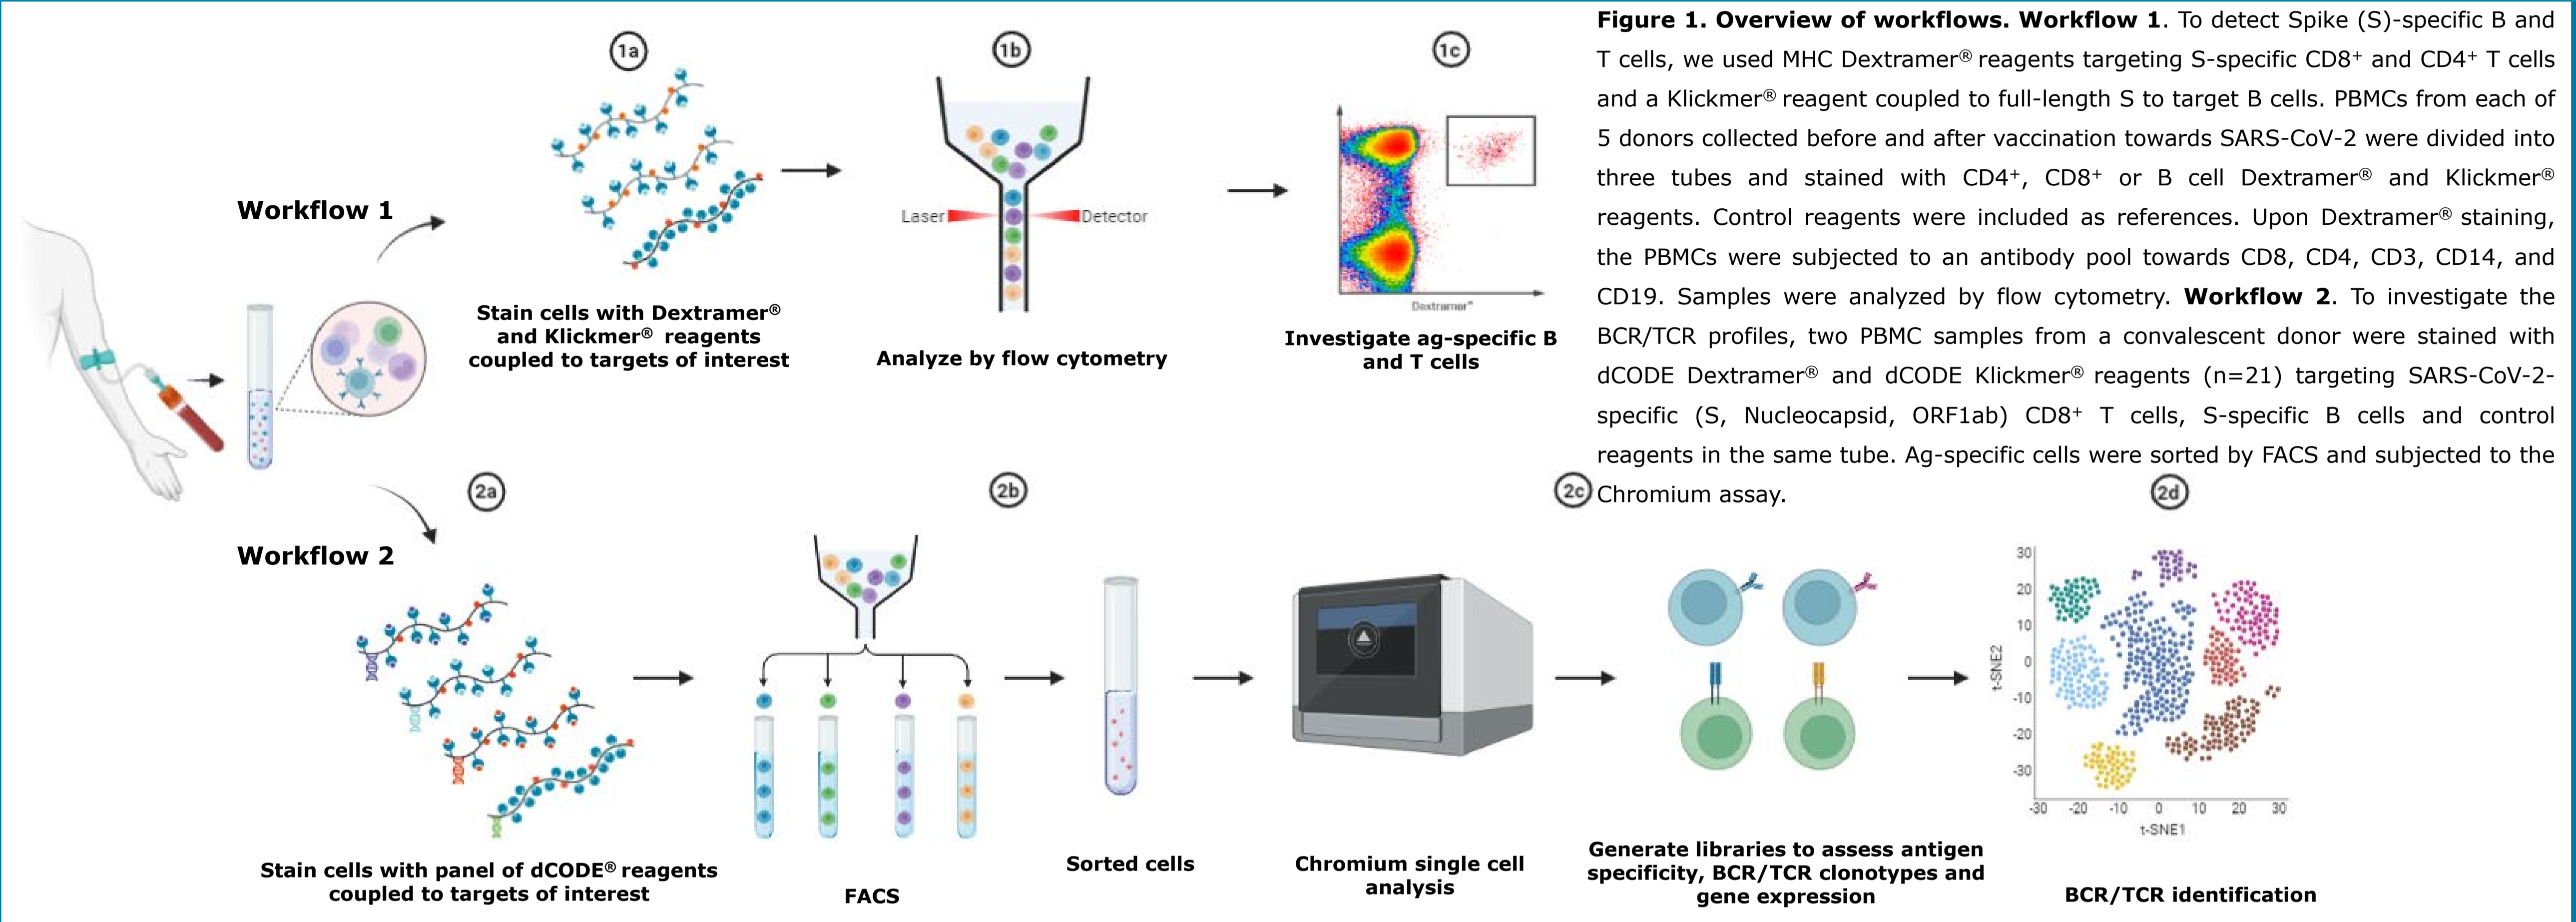 Figure 1. Overview of workflows. Workflow 1. To detect Spike (S)-specific B and
T cells, we used MHC Dextramer® reagents targeting S-specific CD8⁺ and CD4⁺ T cells
and a Klickmer® reagent coupled to full-length S to target B cells. PBMCs from each of
5 donors collected before and after vaccination towards SARS-CoV-2 were divided into
three tubes and stained with CD4⁺, CD8⁺ or B cell Dextramer® and Klickmer®
reagents. Control reagents were included as references. Upon Dextramer® staining,
the PBMCs were subjected to an antibody pool towards CD8, CD4, CD3, CD14, and
CD19. Samples were analyzed by flow cytometry. Workflow 2. To investigate the
BCR/TCR profiles, two PBMC samples from a convalescent donor were stained with
dCODE Dextramer® and dCODE Klickmer® reagents (n=21) targeting SARS-CoV-2-
specific (S, Nucleocapsid, ORF1ab) CD8⁺ T cells, S-specific B cells and control
reagents in the same tube. Ag-specific cells were sorted by FACS and subjected to the
Chromium assay.
Workflow 1
1a
Stain cells with Dextramer®
and Klickmer® reagents
coupled to targets of interest
1b
Laser
Detector
Analyze by flow cytometry
1c
Dextramer®
Investigate ag-specific B
and T cells
Workflow 2
2a
Stain cells with panel of dCODE® reagents
coupled to targets of interest
2b
FACS
Sorted cells
Chromium single cell
analysis
2c
Generate libraries to assess antigen
specificity, BCR/TCR clonotypes and
gene expression
2d
t-SNE2
30
20
10
0
-10
-20
-30
-30 -20 -10 0 10 20 30
t-SNE1
BCR/TCR identification